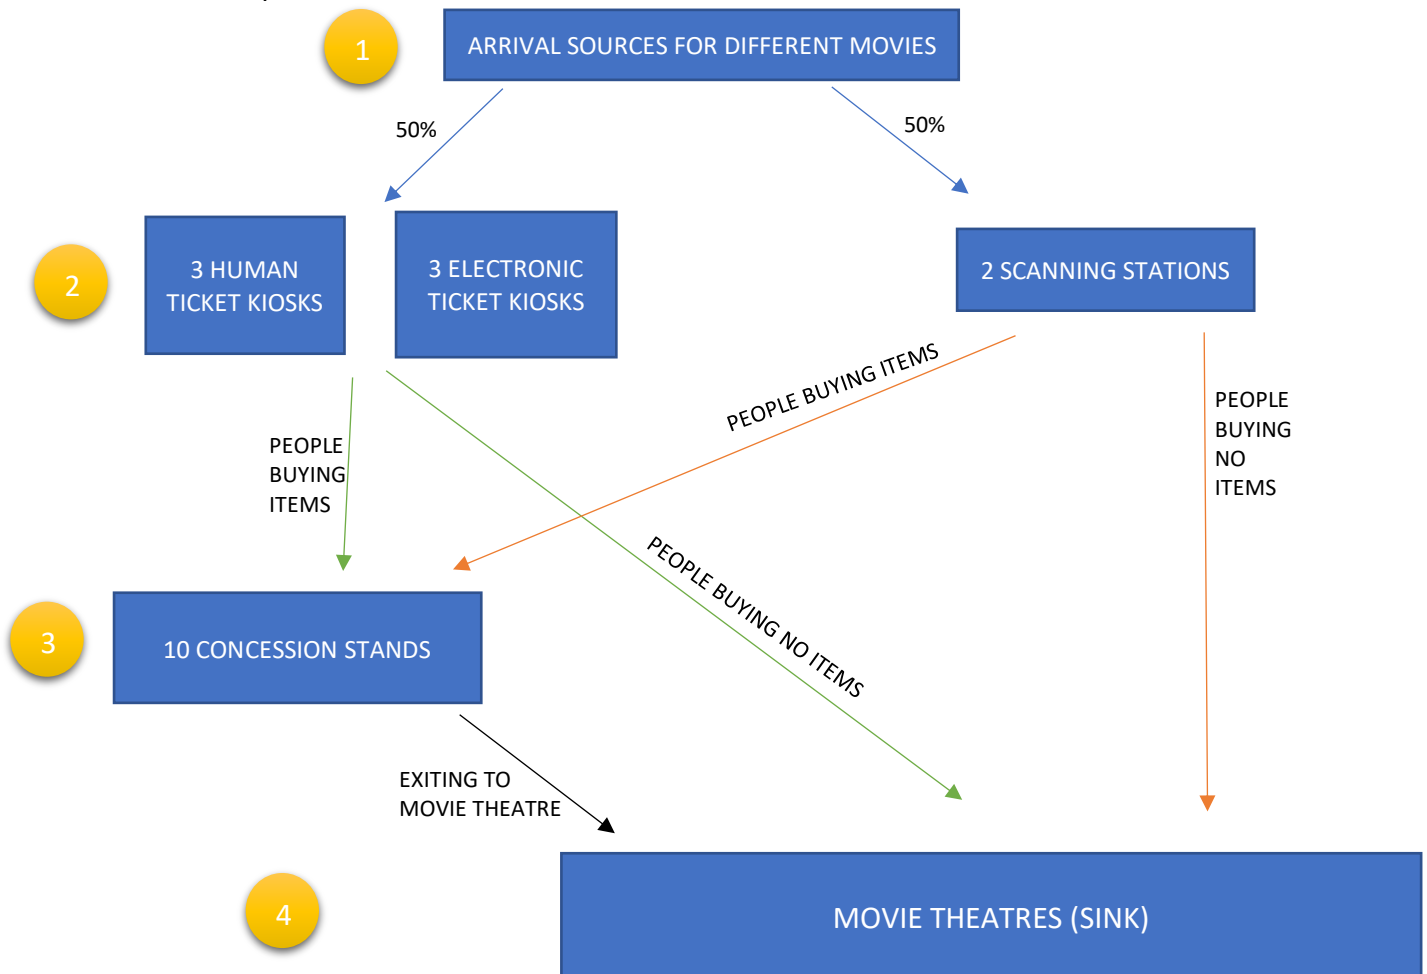 1
ARRIVAL SOURCES FOR DIFFERENT MOVIES
50%
50%
2
3 HUMAN
TICKET KIOSKS
3 ELECTRONIC
TICKET KIOSKS
2 SCANNING STATIONS
PEOPLE BUYING ITEMS
PEOPLE
BUYING
NO
ITEMS
PEOPLE
BUYING
ITEMS
PEOPLE BUYING NO ITEMS
3
10 CONCESSION STANDS
EXITING TO
MOVIE THEATRE
4
MOVIE THEATRES (SINK)